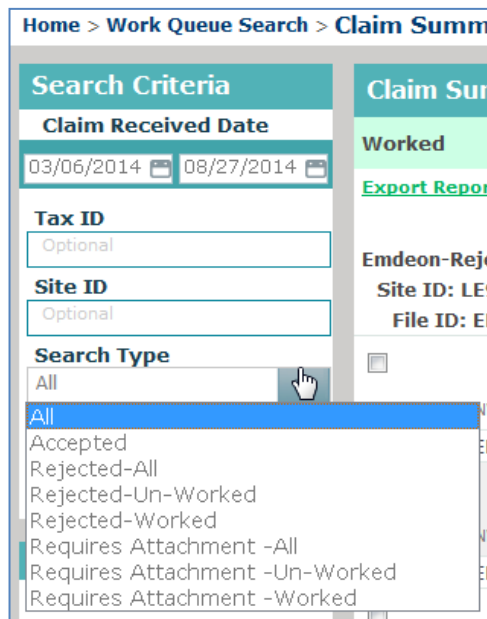 Home > Work Queue Search > Claim Summ
Search Criteria
Claim Received Date
03/06/2014 08/27/2014
Tax ID
Optional
Site ID
Optional
Search Type
All
All
Accepted
Rejected-All
Rejected-Un-Worked
Rejected-Worked
Requires Attachment -All
Requires Attachment -Un-Worked
Requires Attachment -Worked
Claim Su
Worked
Export Repor
Emdeon-Reje
Site ID: LE
File ID: E